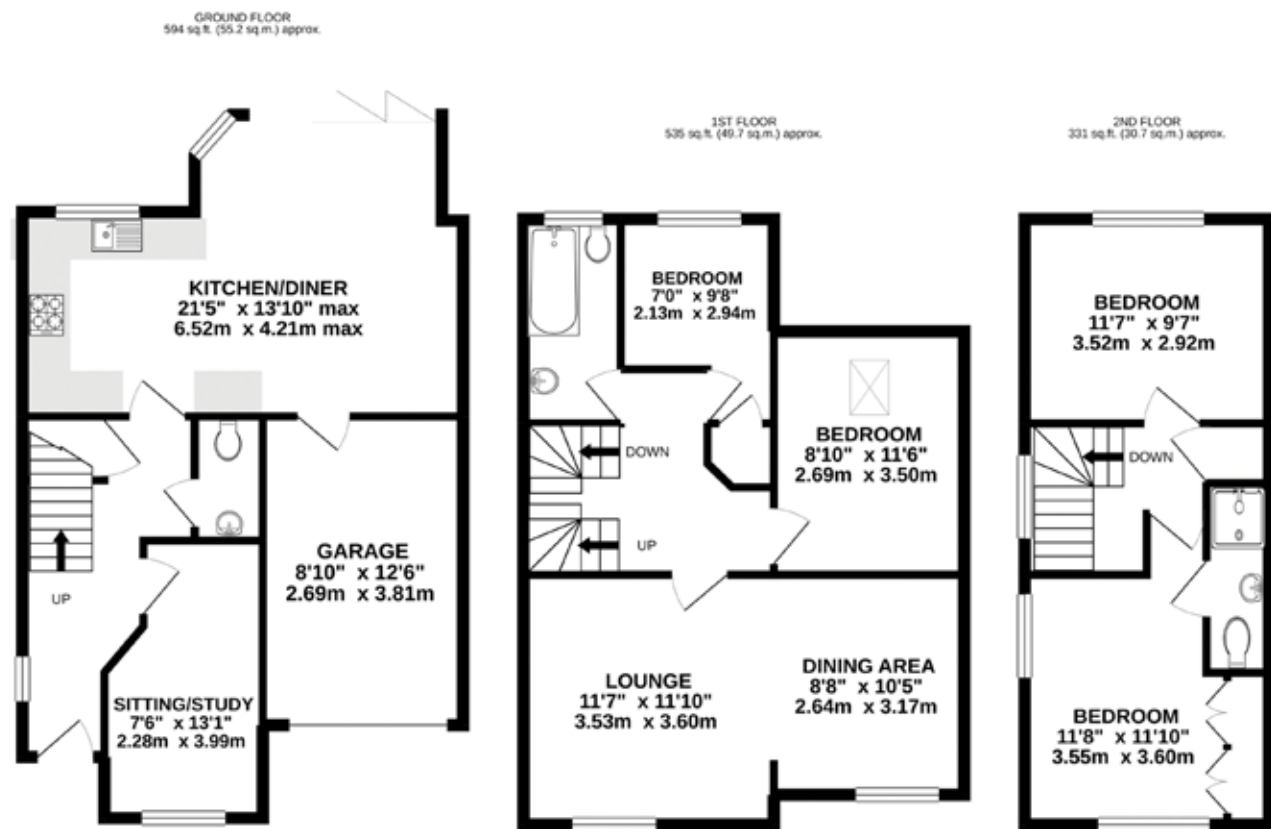 GROUND FLOOR
594 sq.ft. (55.2 sq.m.) approx.
KITCHEN/DINER
21'5" x 13'10" max
6.52m x 4.21m max
GARAGE
8'10" x 12'6"
2.69m x 3.81m
UP
SITTING/STUDY
7'6" x 13'1"
2.28m x 3.99m
1ST FLOOR
535 sq.ft. (49.7 sq.m.) approx.
BEDROOM
7'0" x 9'8"
2.13m x 2.94m
BEDROOM
8'10" x 11'6"
2.69m x 3.50m
DOWN
UP
LOUNGE
11'7" x 11'10"
3.53m x 3.60m
DINING AREA
8'8" x 10'5"
2.64m x 3.17m
2ND FLOOR
331 sq.ft. (30.7 sq.m.) approx.
BEDROOM
11'7" x 9'7"
3.52m x 2.92m
DOWN
BEDROOM
11'8" x 11'10"
3.55m x 3.60m